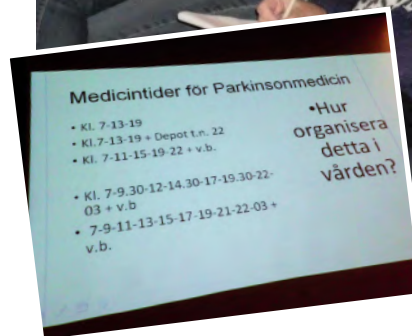 Medicintider för Parkinsonmedicin
• Kl. 7-13-19
• Kl.7-13-19 + Depot t.n. 22
• Kl. 7-11-15-19-22 + v.b.
• Kl. 7-9.30-12-14.30-17-19.30-22-
03 + v.b
• 7-9-11-13-15-17-19-21-22-03 +
v.b.
•Hur
organisera
detta i
vården?